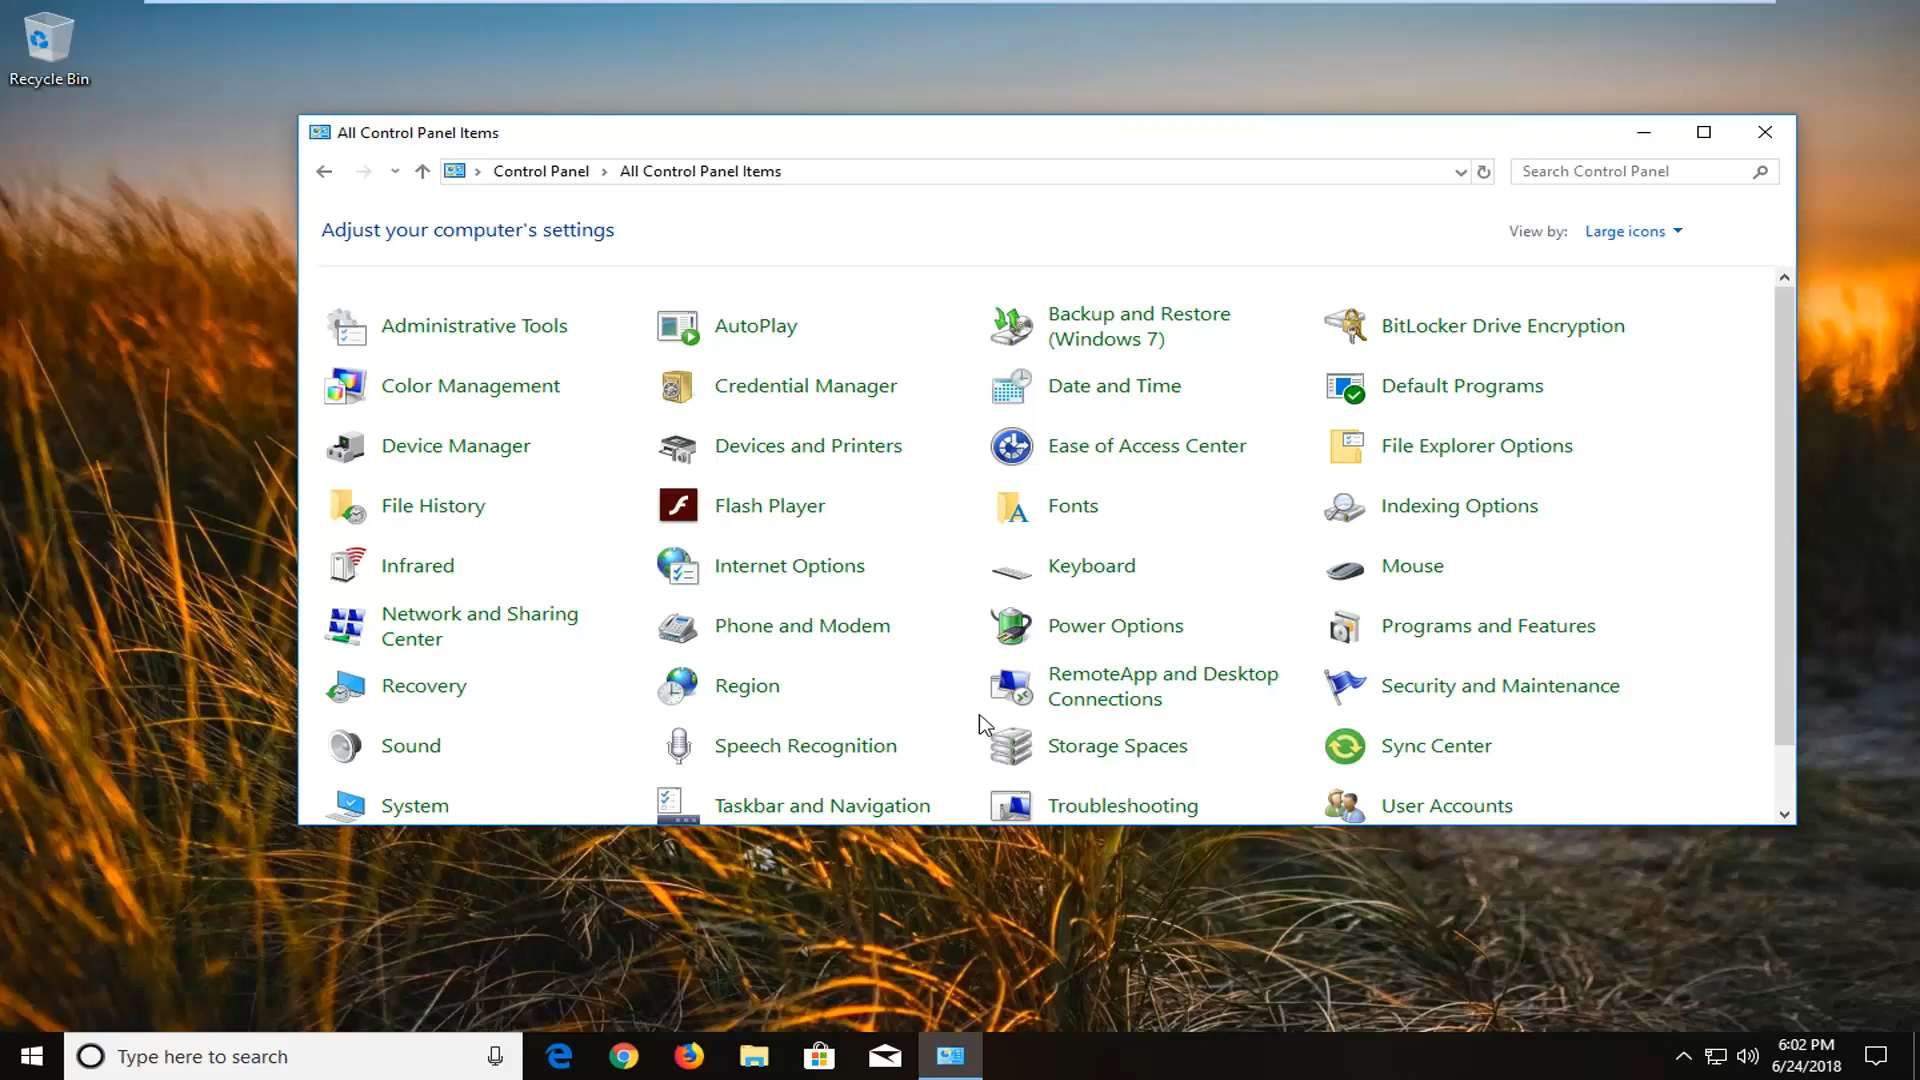 Recycle Bin
All Control Panel Items
Control Panel
All Control Panel Items
Search Control Panel
Adjust your computer's settings
View by:
Large icons
Administrative Tools
AutoPlay
Backup and Restore
(Windows 7)
BitLocker Drive Encryption
Color Management
Credential Manager
Date and Time
Default Programs
Device Manager
Devices and Printers
Ease of Access Center
File Explorer Options
File History
Flash Player
Fonts
Indexing Options
Infrared
Internet Options
Keyboard
Mouse
Network and Sharing
Center
Phone and Modem
Power Options
Programs and Features
Recovery
Region
RemoteApp and Desktop
Connections
Security and Maintenance
Sound
Speech Recognition
Storage Spaces
Sync Center
System
Taskbar and Navigation
Troubleshooting
User Accounts
Type here to search
6:02 PM
6/24/2018